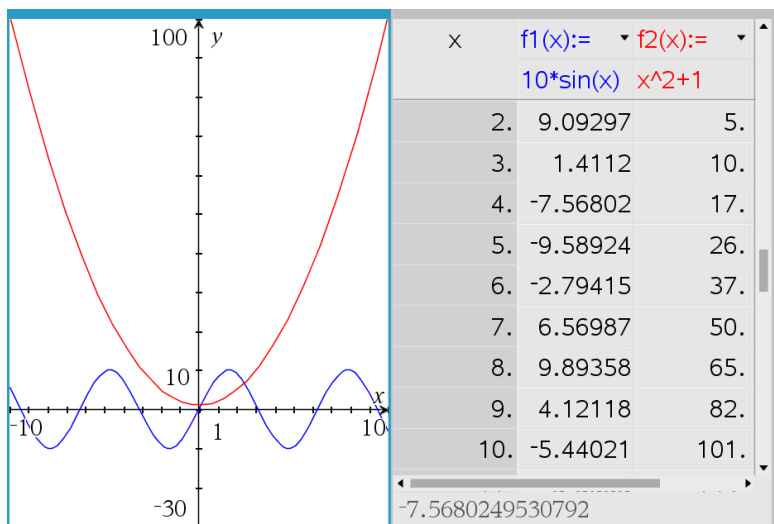 100 y
10
x
-10 1 10
-30
x f1(x):= f2(x):=
10*sin(x) x^2+1
2. 9.09297 5.
3. 1.4112 10.
4. -7.56802 17.
5. -9.58924 26.
6. -2.79415 37.
7. 6.56987 50.
8. 9.89358 65.
9. 4.12118 82.
10. -5.44021 101.
-7.5680249530792